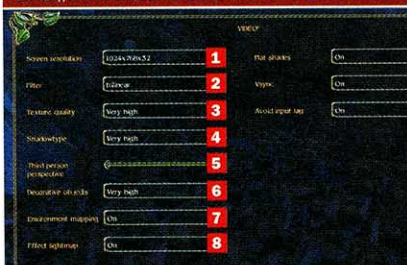 VIDEO
Screen resolution 1024x768x32 1
Filter bilinear 2
Texture quality Very high 3
Shadowtype Very high 4
Third person perspective 5
Decorative objects Very high 6
Environment mapping On 7
Effect lightmap On 8
Blat shades On
Vsync On
Avoid input lag On